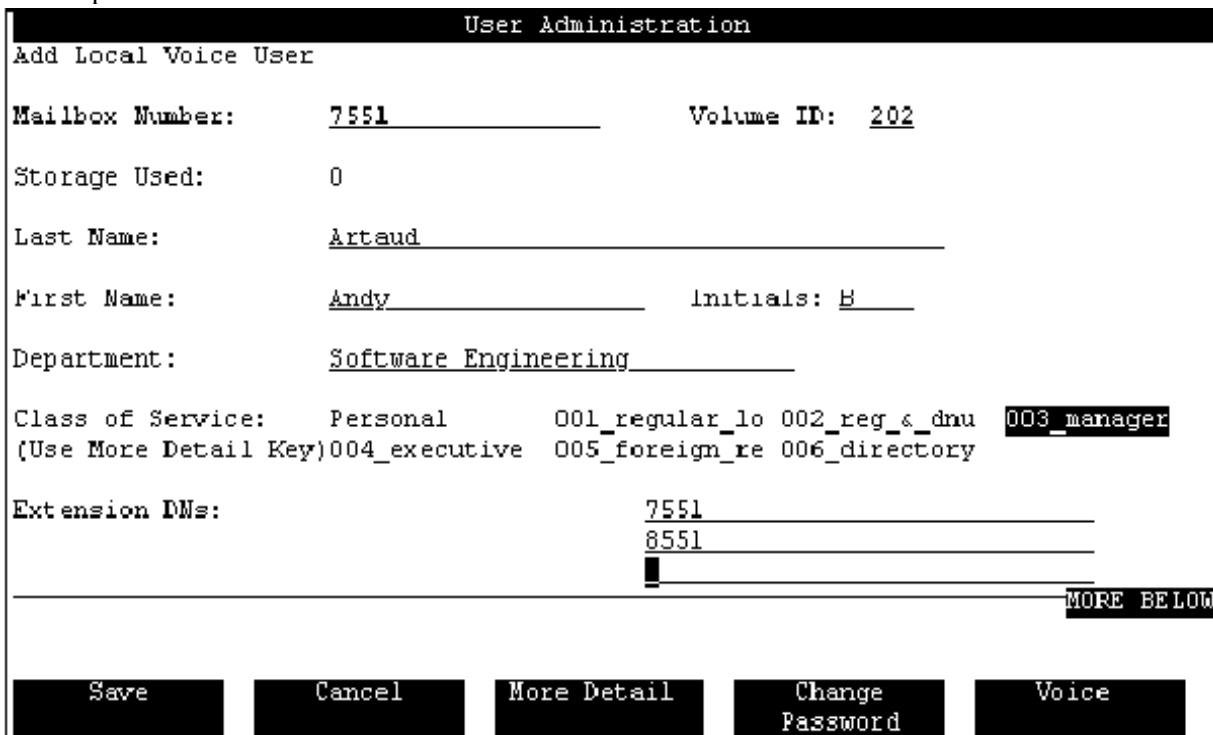 User Administration
Add Local Voice User
Mailbox Number: 7551 Volume ID: 202
Storage Used: 0
Last Name: Artaud
First Name: Andy Initials: B
Department: Software Engineering
Class of Service: Personal 001_regular_lo 002_reg_&_dnu 003_manager
(Use More Detail Key) 004_executive 005_foreign_re 006_directory
Extension DNs: 7551
8551
MORE BELOW
Save Cancel More Detail Change Password Voice